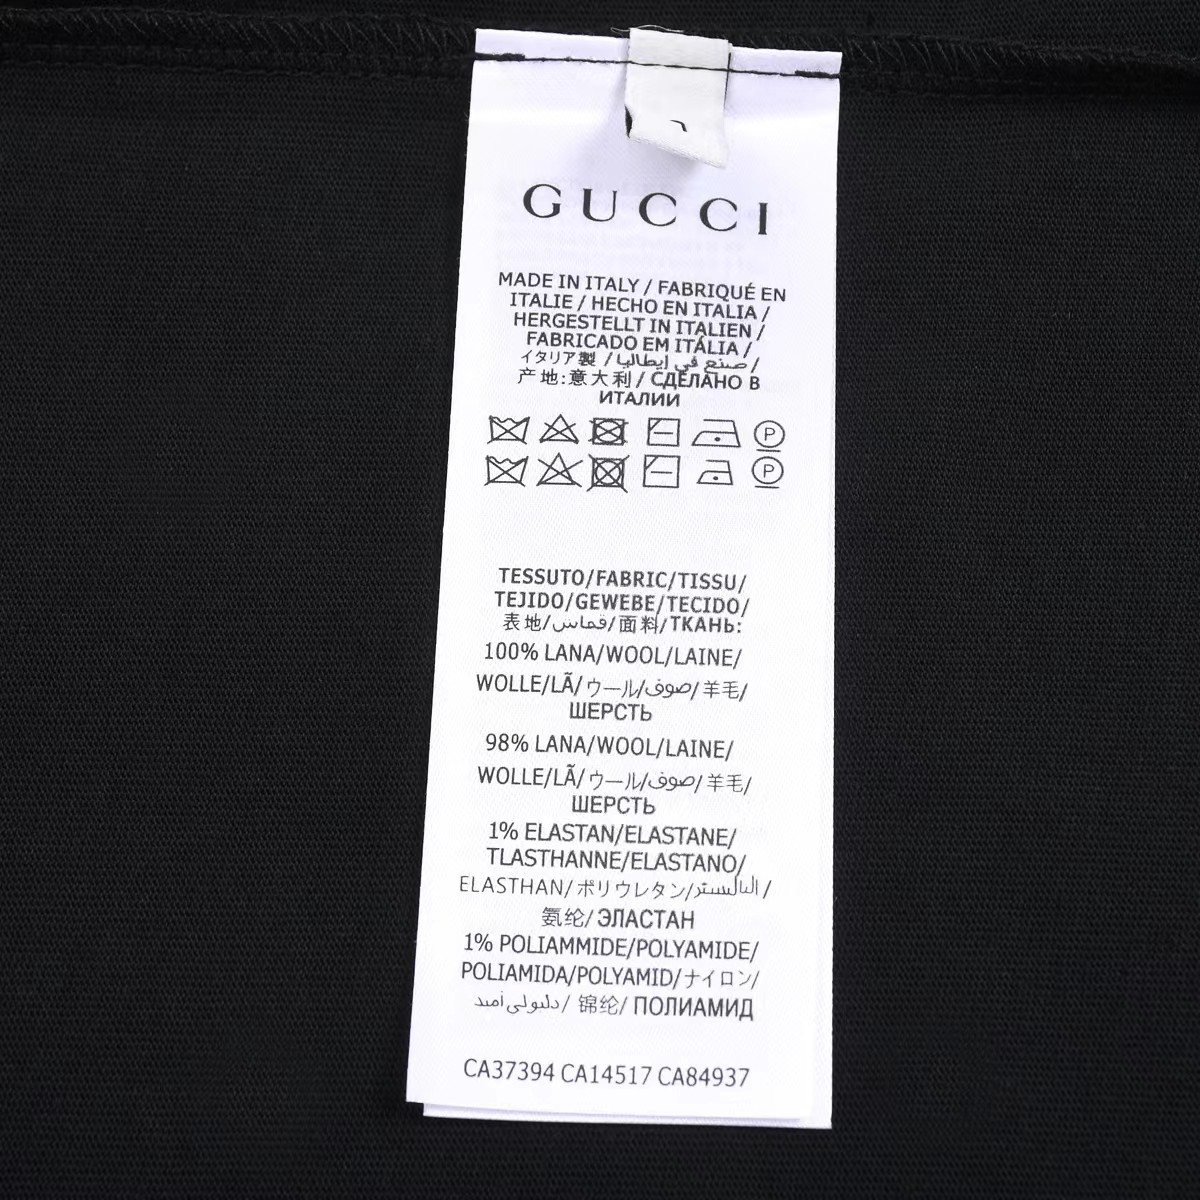 GUCCI
MADE IN ITALY / FABRIQUÉ EN
ITALIE / HECHO EN ITALIA /
HERGESTELLT IN ITALIEN /
FABRICADO EM ITÁLIA /
イタリア製 / صنع في إيطاليا /
产地:意大利 / СДЕЛАНО В
ИТАЛИИ
P
P
TESSUTO/FABRIC/TISSU/
TEJIDO/GEWEBE/TECIDO/
表地/قماس/面料/ТКАНЬ:
100% LANA/WOOL/LAINE/
WOLLE/LÃ/ウール/صوف/羊毛/
ШЕРСТЬ
98% LANA/WOOL/LAINE/
WOLLE/LÃ/ウール/صوف/羊毛/
ШЕРСТЬ
1% ELASTAN/ELASTANE/
TLASTHANNE/ELASTANO/
ELASTHAN/ポリウレタン/
氨纶/ЭЛАСТАН
1% POLIAMMIDE/POLYAMIDE/
POLIAMIDA/POLYAMID/ナイロン/
锦纶/ ПОЛИАМИД
CA37394 CA14517 CA84937